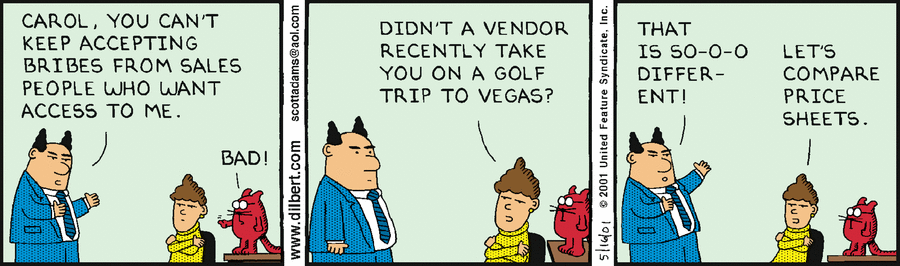 CAROL, YOU CAN'T
KEEP ACCEPTING
BRIBES FROM SALES
PEOPLE WHO WANT
ACCESS TO ME.
BAD!
www.dilbert.com
scottadams@aol.com
DIDN'T A VENDOR
RECENTLY TAKE
YOU ON A GOLF
TRIP TO VEGAS?
5/16/01 © 2001 United Feature Syndicate, Inc.
THAT
IS SO-O-O
DIFFER-
ENT!
LET'S
COMPARE
PRICE
SHEETS.